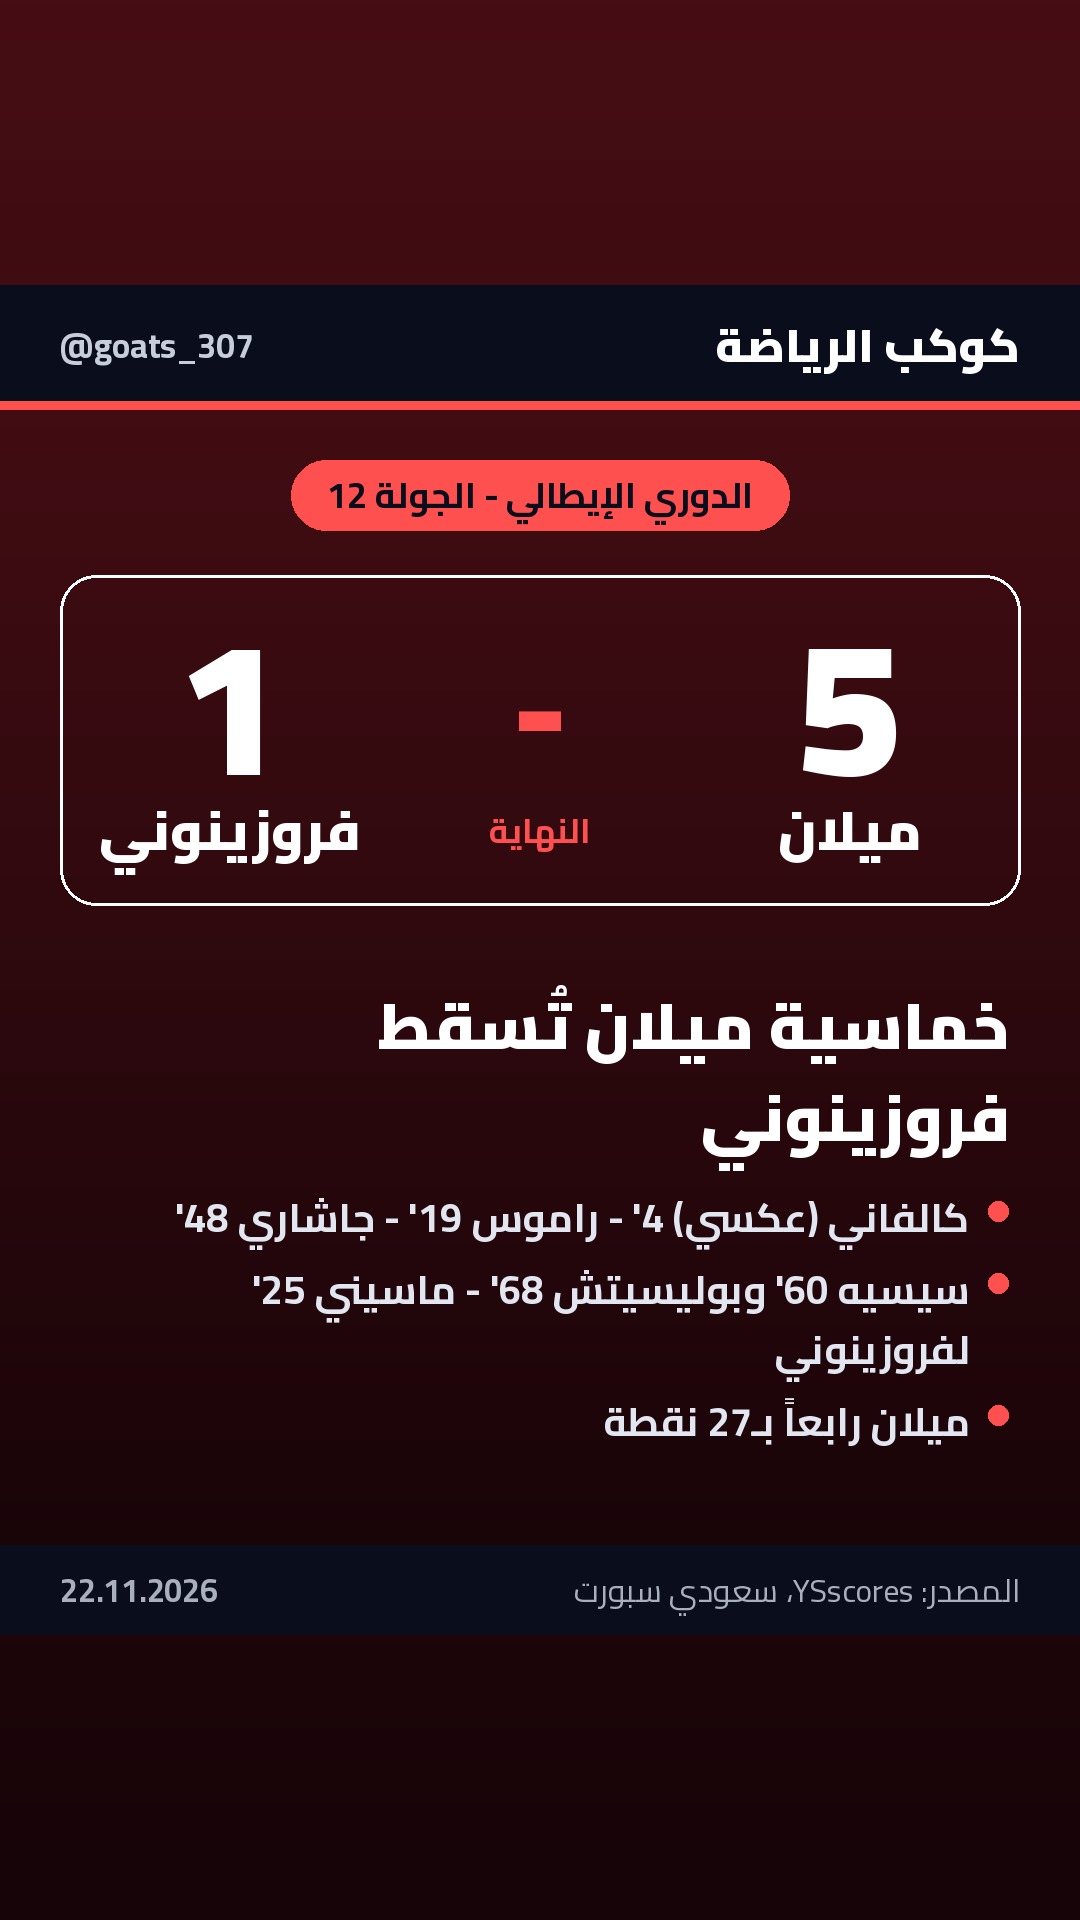 كوكب الرياضة
@goats_307
الدوري الإيطالي - الجولة 12
5 - 1
ميلان النهاية فروزينوني
خماسية ميلان تُسقط
فروزينوني
كالفاني (عكسي) 4' - راموس 19' - جاشاري 48'
سيسيه 60' وبوليسيتش 68' - ماسيني 25'
لفروزينوني
ميلان رابعاً بـ27 نقطة
المصدر: YSscores، سعودي سبورت
22.11.2026